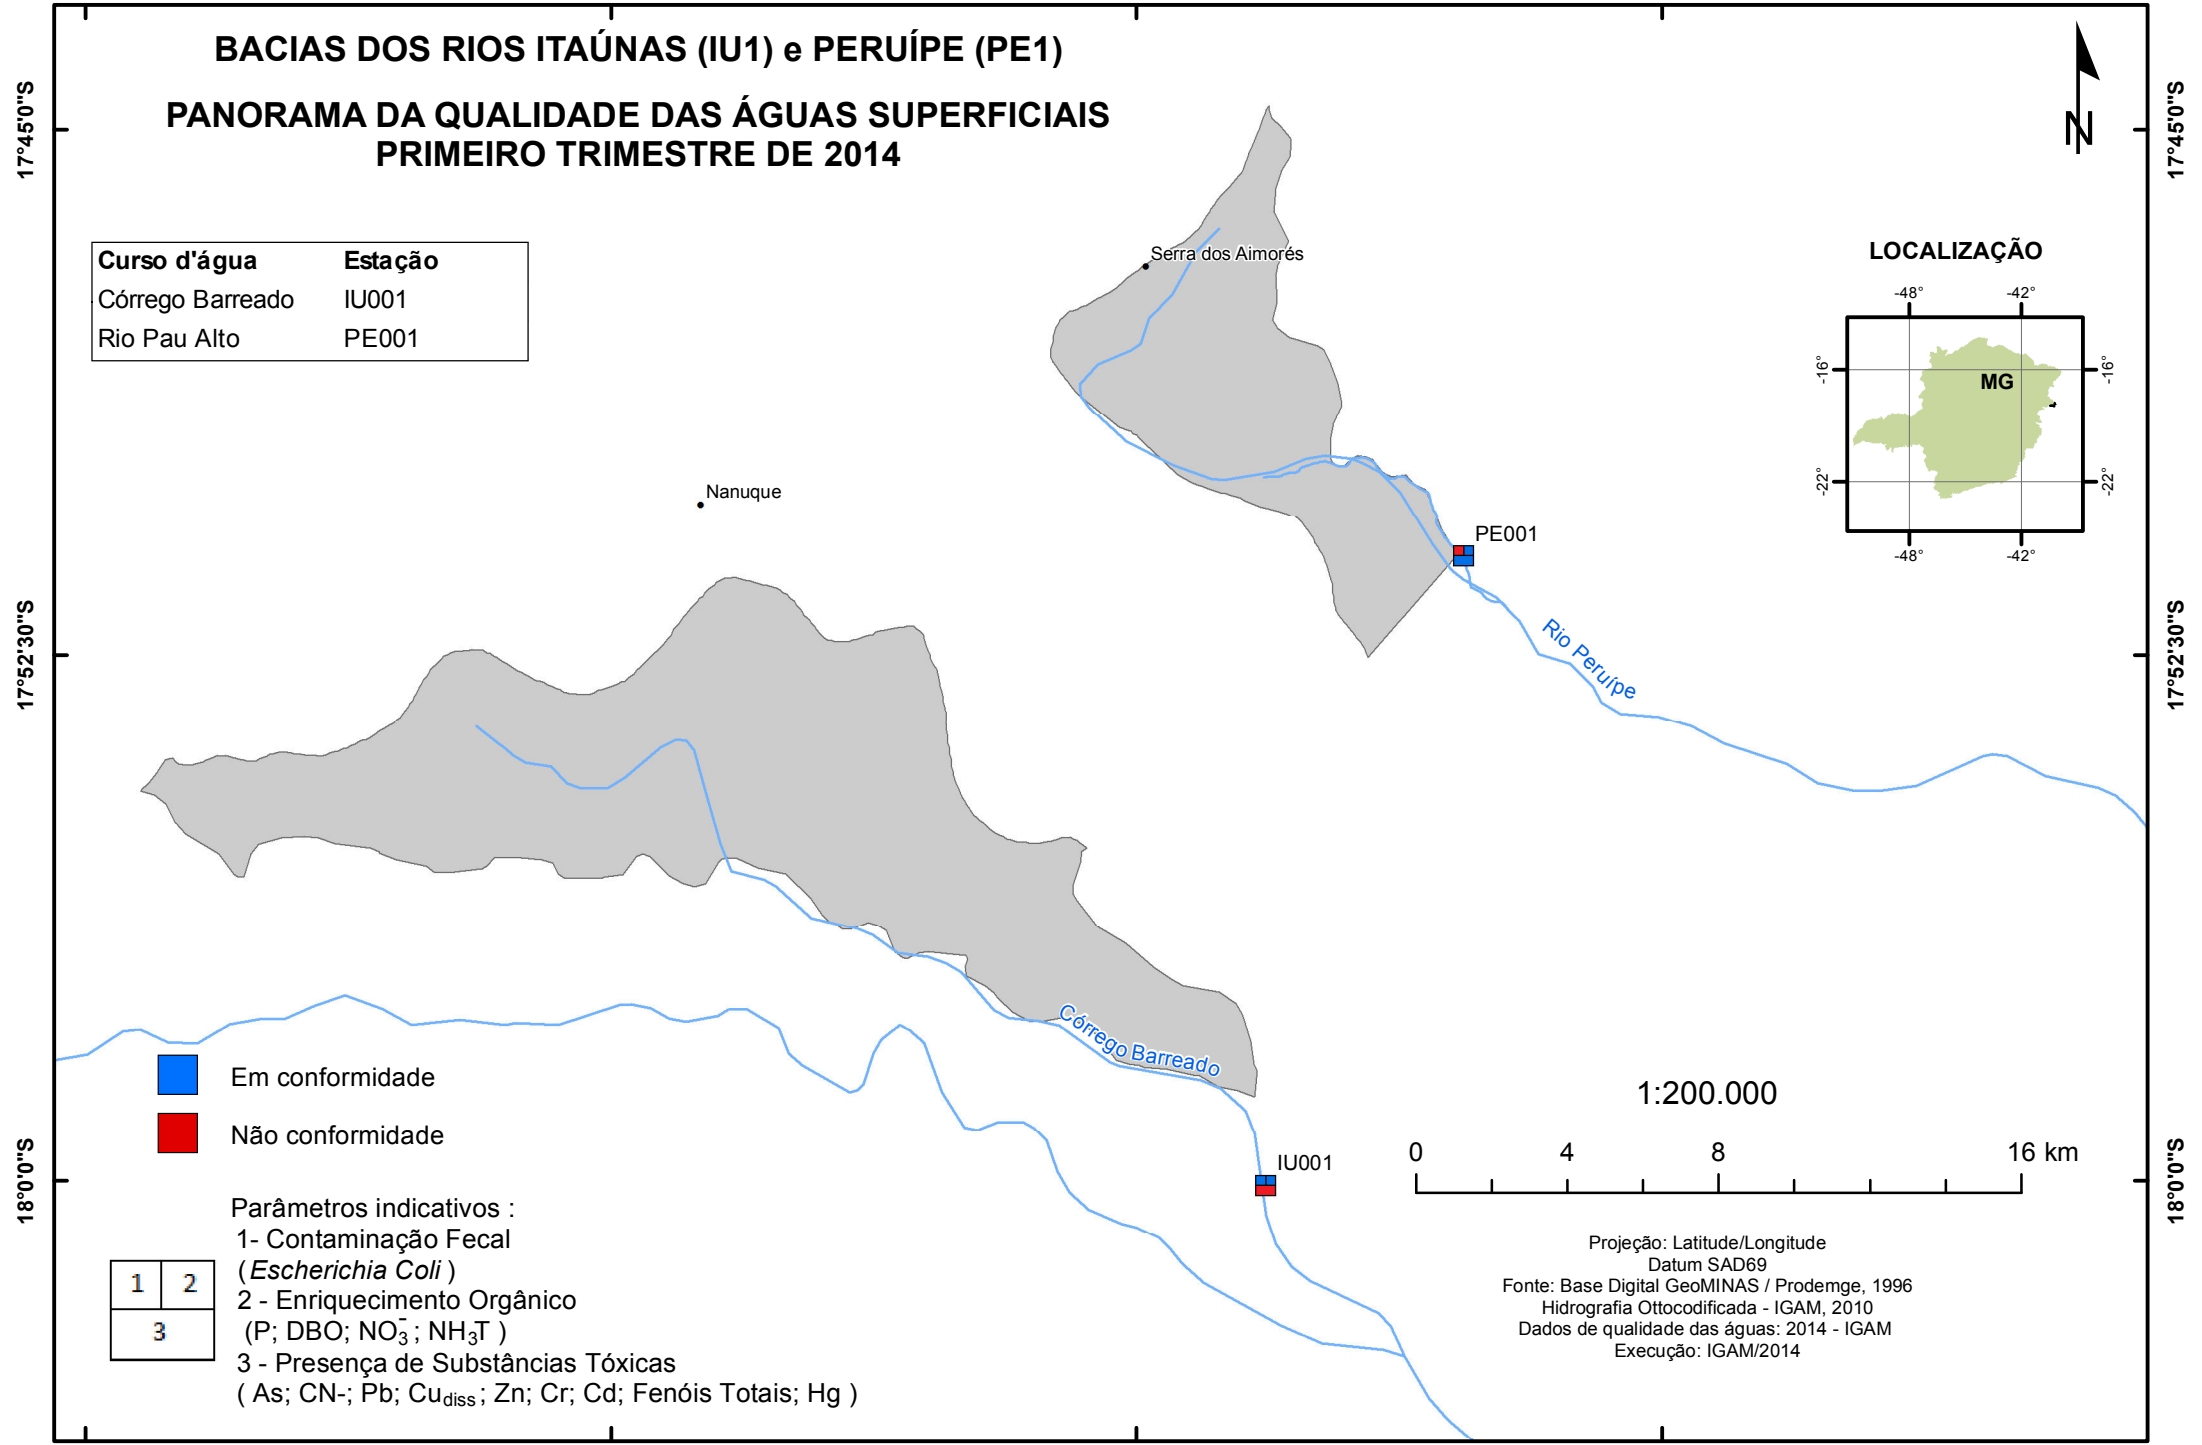 BACIAS DOS RIOS ITAÚNAS (IU1) e PERUÍPE (PE1)
PANORAMA DA QUALIDADE DAS ÁGUAS SUPERFICIAIS
PRIMEIRO TRIMESTRE DE 2014
N
17°45'0"S
17°45'0"S
Curso d'água Estação
Córrego Barreado IU001
Rio Pau Alto PE001
Serra dos Aimorés
LOCALIZAÇÃO
-48° -42°
-16° -16°
MG
-22° -22°
-48° -42°
Nanuque
PE001
Rio Peruípe
17°52'30"S
17°52'30"S
Córrego Barreado
Em conformidade
Não conformidade
IU001
18°0'0"S
18°0'0"S
1:200.000
0 4 8 16 km
Parâmetros indicativos :
1- Contaminação Fecal
(Escherichia Coli )
2 - Enriquecimento Orgânico
(P; DBO; NO₃⁻; NH₃T )
3 - Presença de Substâncias Tóxicas
( As; CN-; Pb; Cudiss; Zn; Cr; Cd; Fenóis Totais; Hg )
1 2
3
Projeção: Latitude/Longitude
Datum SAD69
Fonte: Base Digital GeoMINAS / Prodemge, 1996
Hidrografia Ottocodificada - IGAM, 2010
Dados de qualidade das águas: 2014 - IGAM
Execução: IGAM/2014